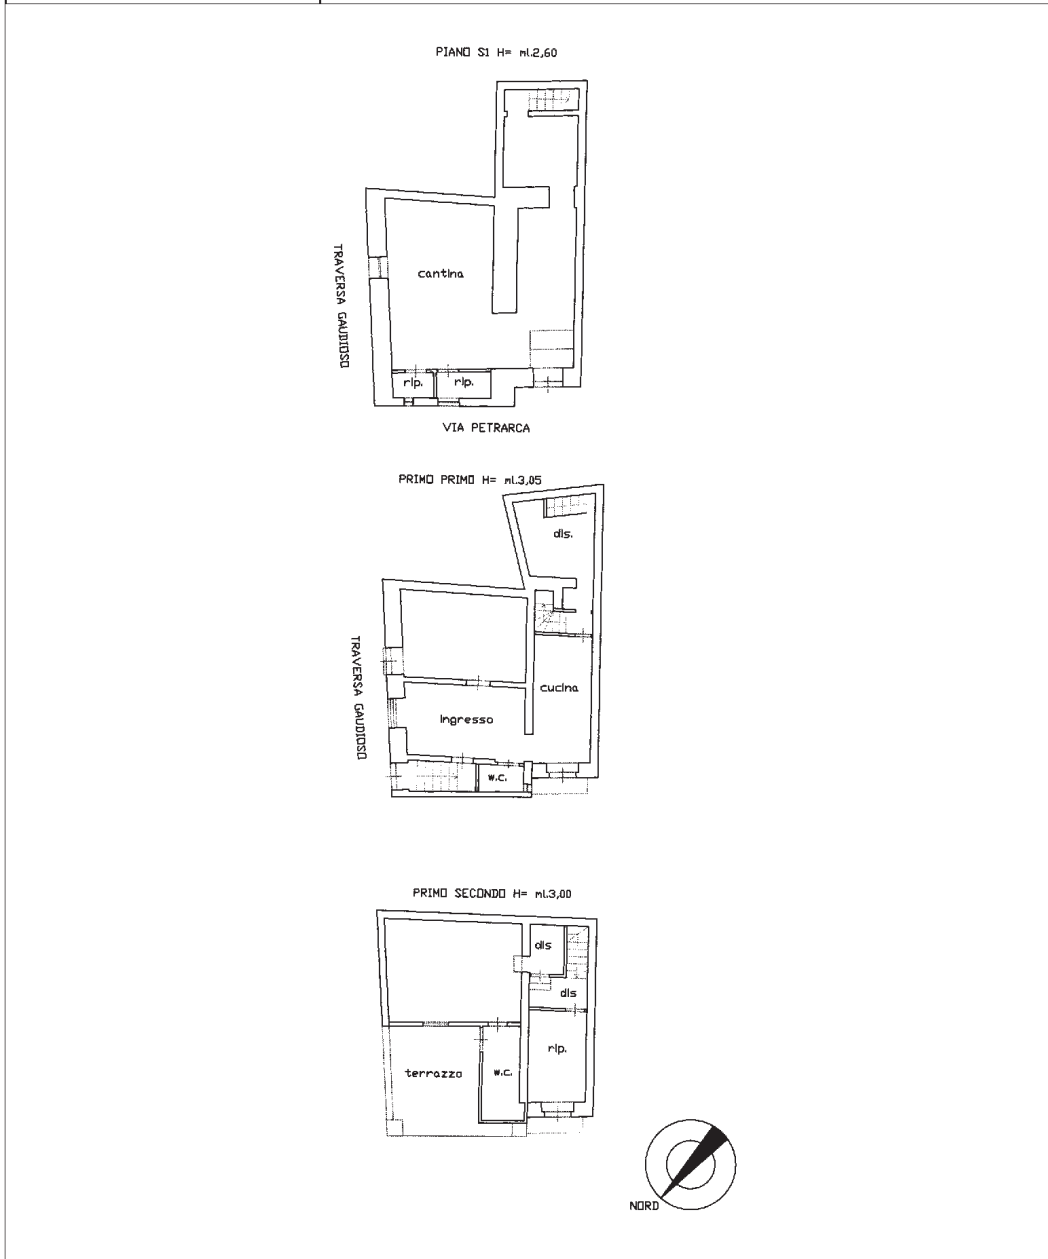 PIANO S1 H= ml.2,60
TRAVERSA GAUDIOSO
cantina
rip.
rip.
VIA PETRARCA
PRIMO PRIMO H= ml.3,05
dis.
TRAVERSA GAUDIOSO
cucina
ingresso
w.c.
PRIMO SECONDO H= ml.3,00
dis
dis
rip.
terrazzo
w.c.
NORD